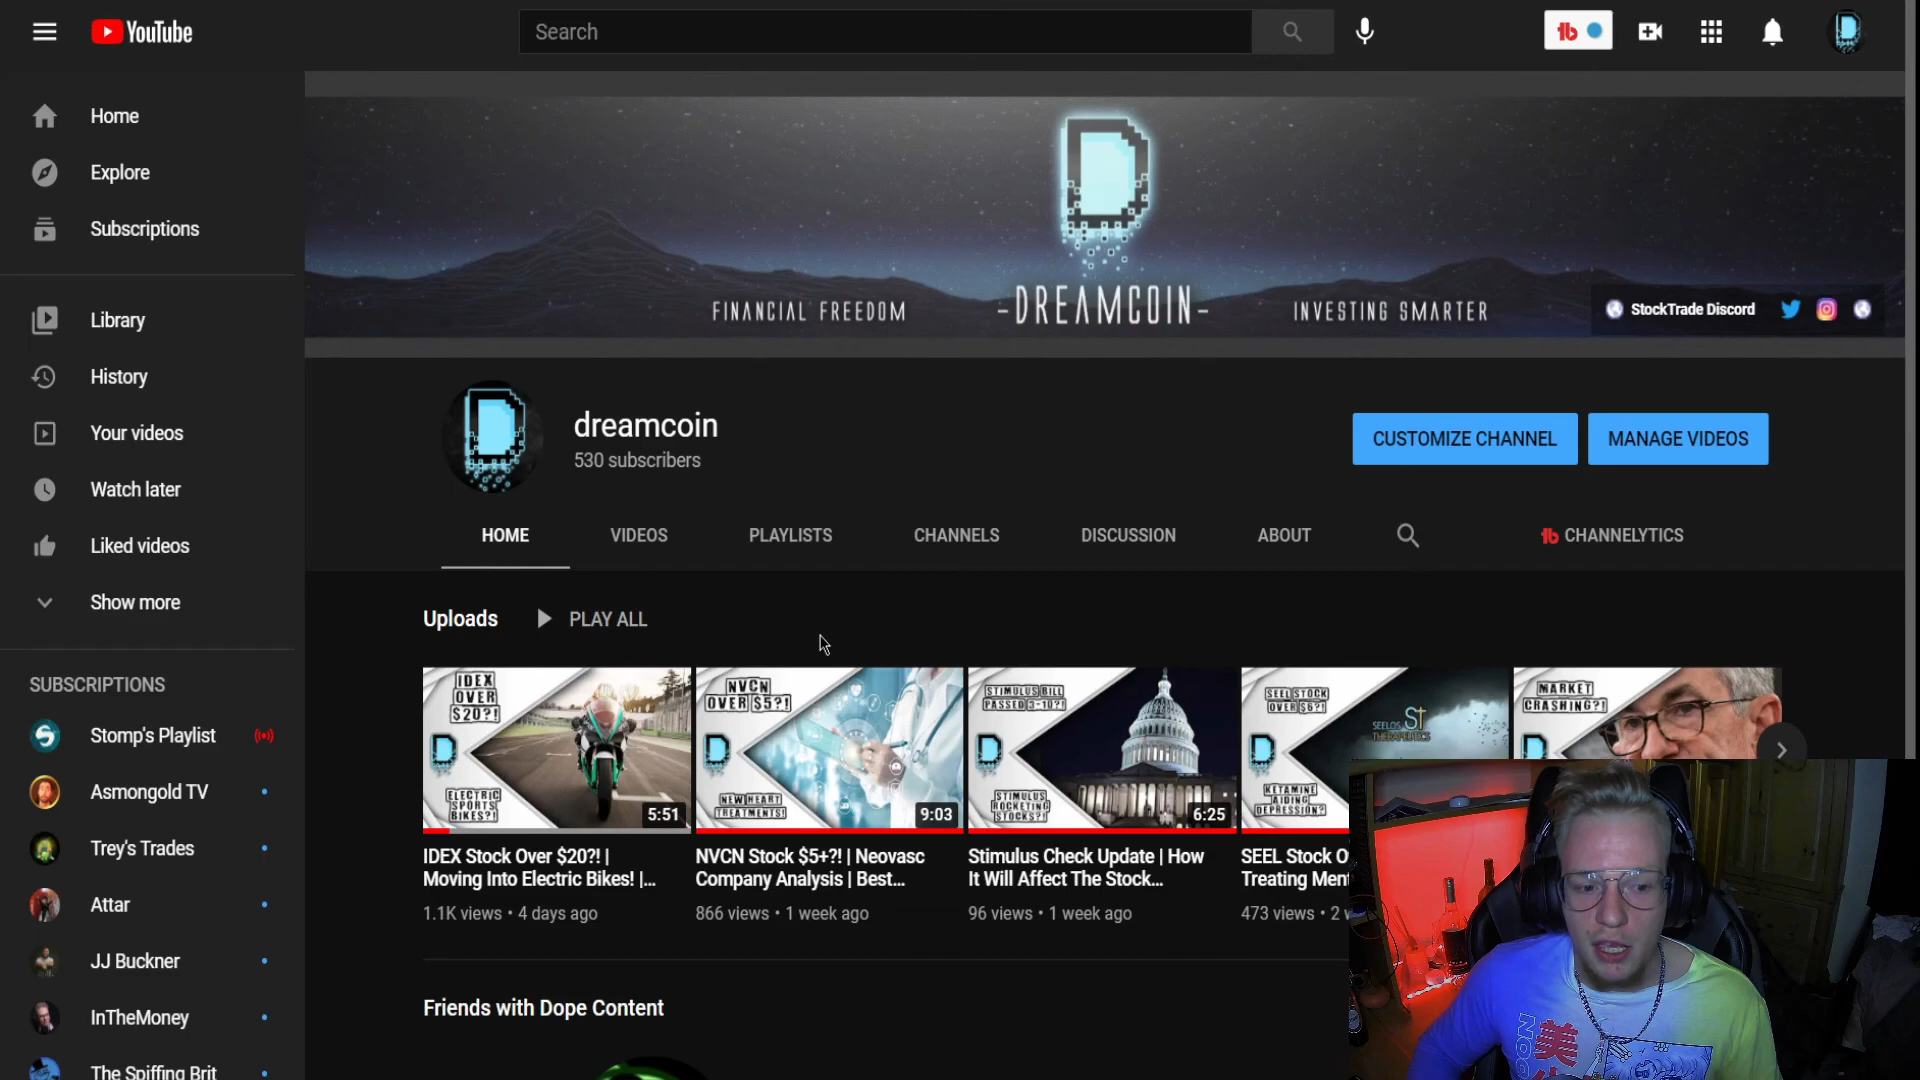 YouTube
Search
Home
Explore
Subscriptions
Library
History
Your videos
Watch later
Liked videos
Show more
SUBSCRIPTIONS
Stomp's Playlist
Asmongold TV
Trey's Trades
Attar
JJ Buckner
InTheMoney
The Spiffing Brit
FINANCIAL FREEDOM
-DREAMCOIN-
INVESTING SMARTER
StockTrade Discord
dreamcoin
530 subscribers
CUSTOMIZE CHANNEL
MANAGE VIDEOS
HOME
VIDEOS
PLAYLISTS
CHANNELS
DISCUSSION
ABOUT
CHANNELYTICS
Uploads
PLAY ALL
IDEX
OVER
$20?!
ELECTRIC
SPORTS
BIKES?!
5:51
IDEX Stock Over $20?! |
Moving Into Electric Bikes! |...
1.1K views • 4 days ago
NVCN
OVER $5?!
NEW HEART
TREATMENTS!
9:03
NVCN Stock $5+?! | Neovasc
Company Analysis | Best...
866 views • 1 week ago
STIMULUS BILL
PASSED 3-10?!
STIMULUS
ROCKETING
STOCKS?!
6:25
Stimulus Check Update | How
It Will Affect The Stock...
96 views • 1 week ago
SEEL STOCK
OVER $6?!
SEELOS
THERAPEUTICS
KETAMINE
AIDING
DEPRESSION?
SEEL Stock O
Treating Ment
473 views • 2 w
MARKET
CRASHING?!
Friends with Dope Content
美